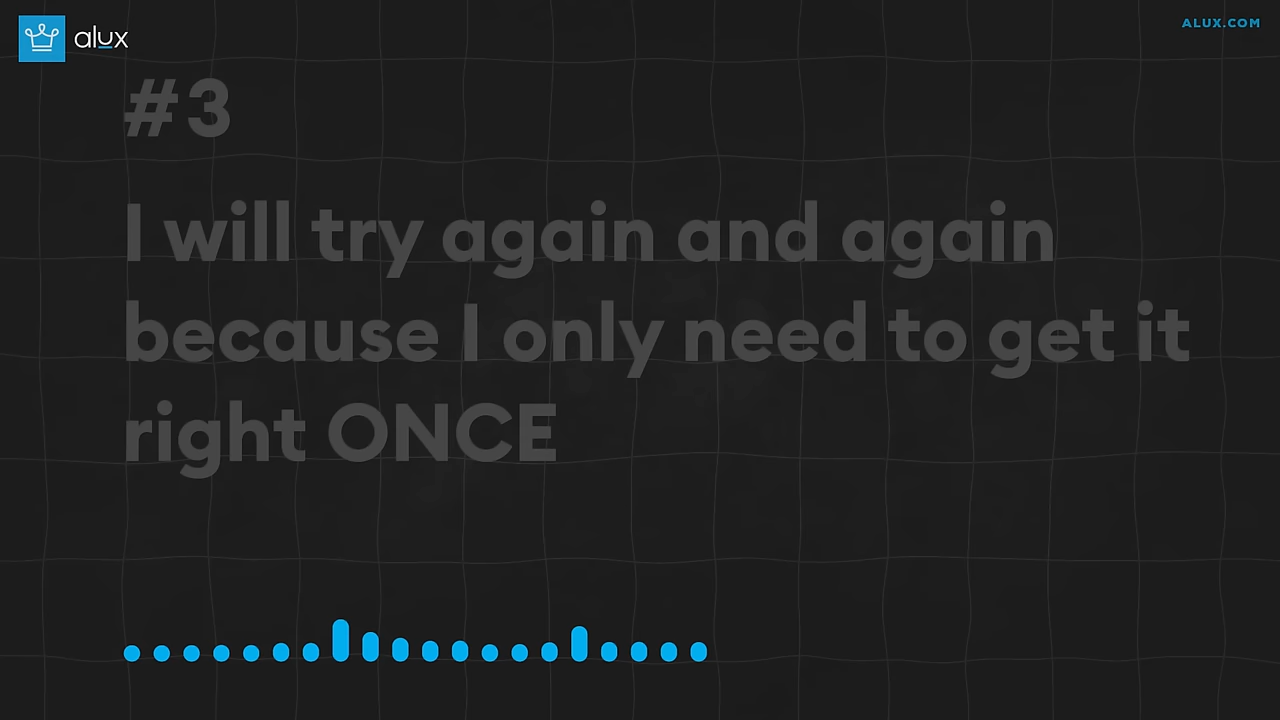 alux
ALUX.COM
#3
I will try again and again
because I only need to get it
right ONCE